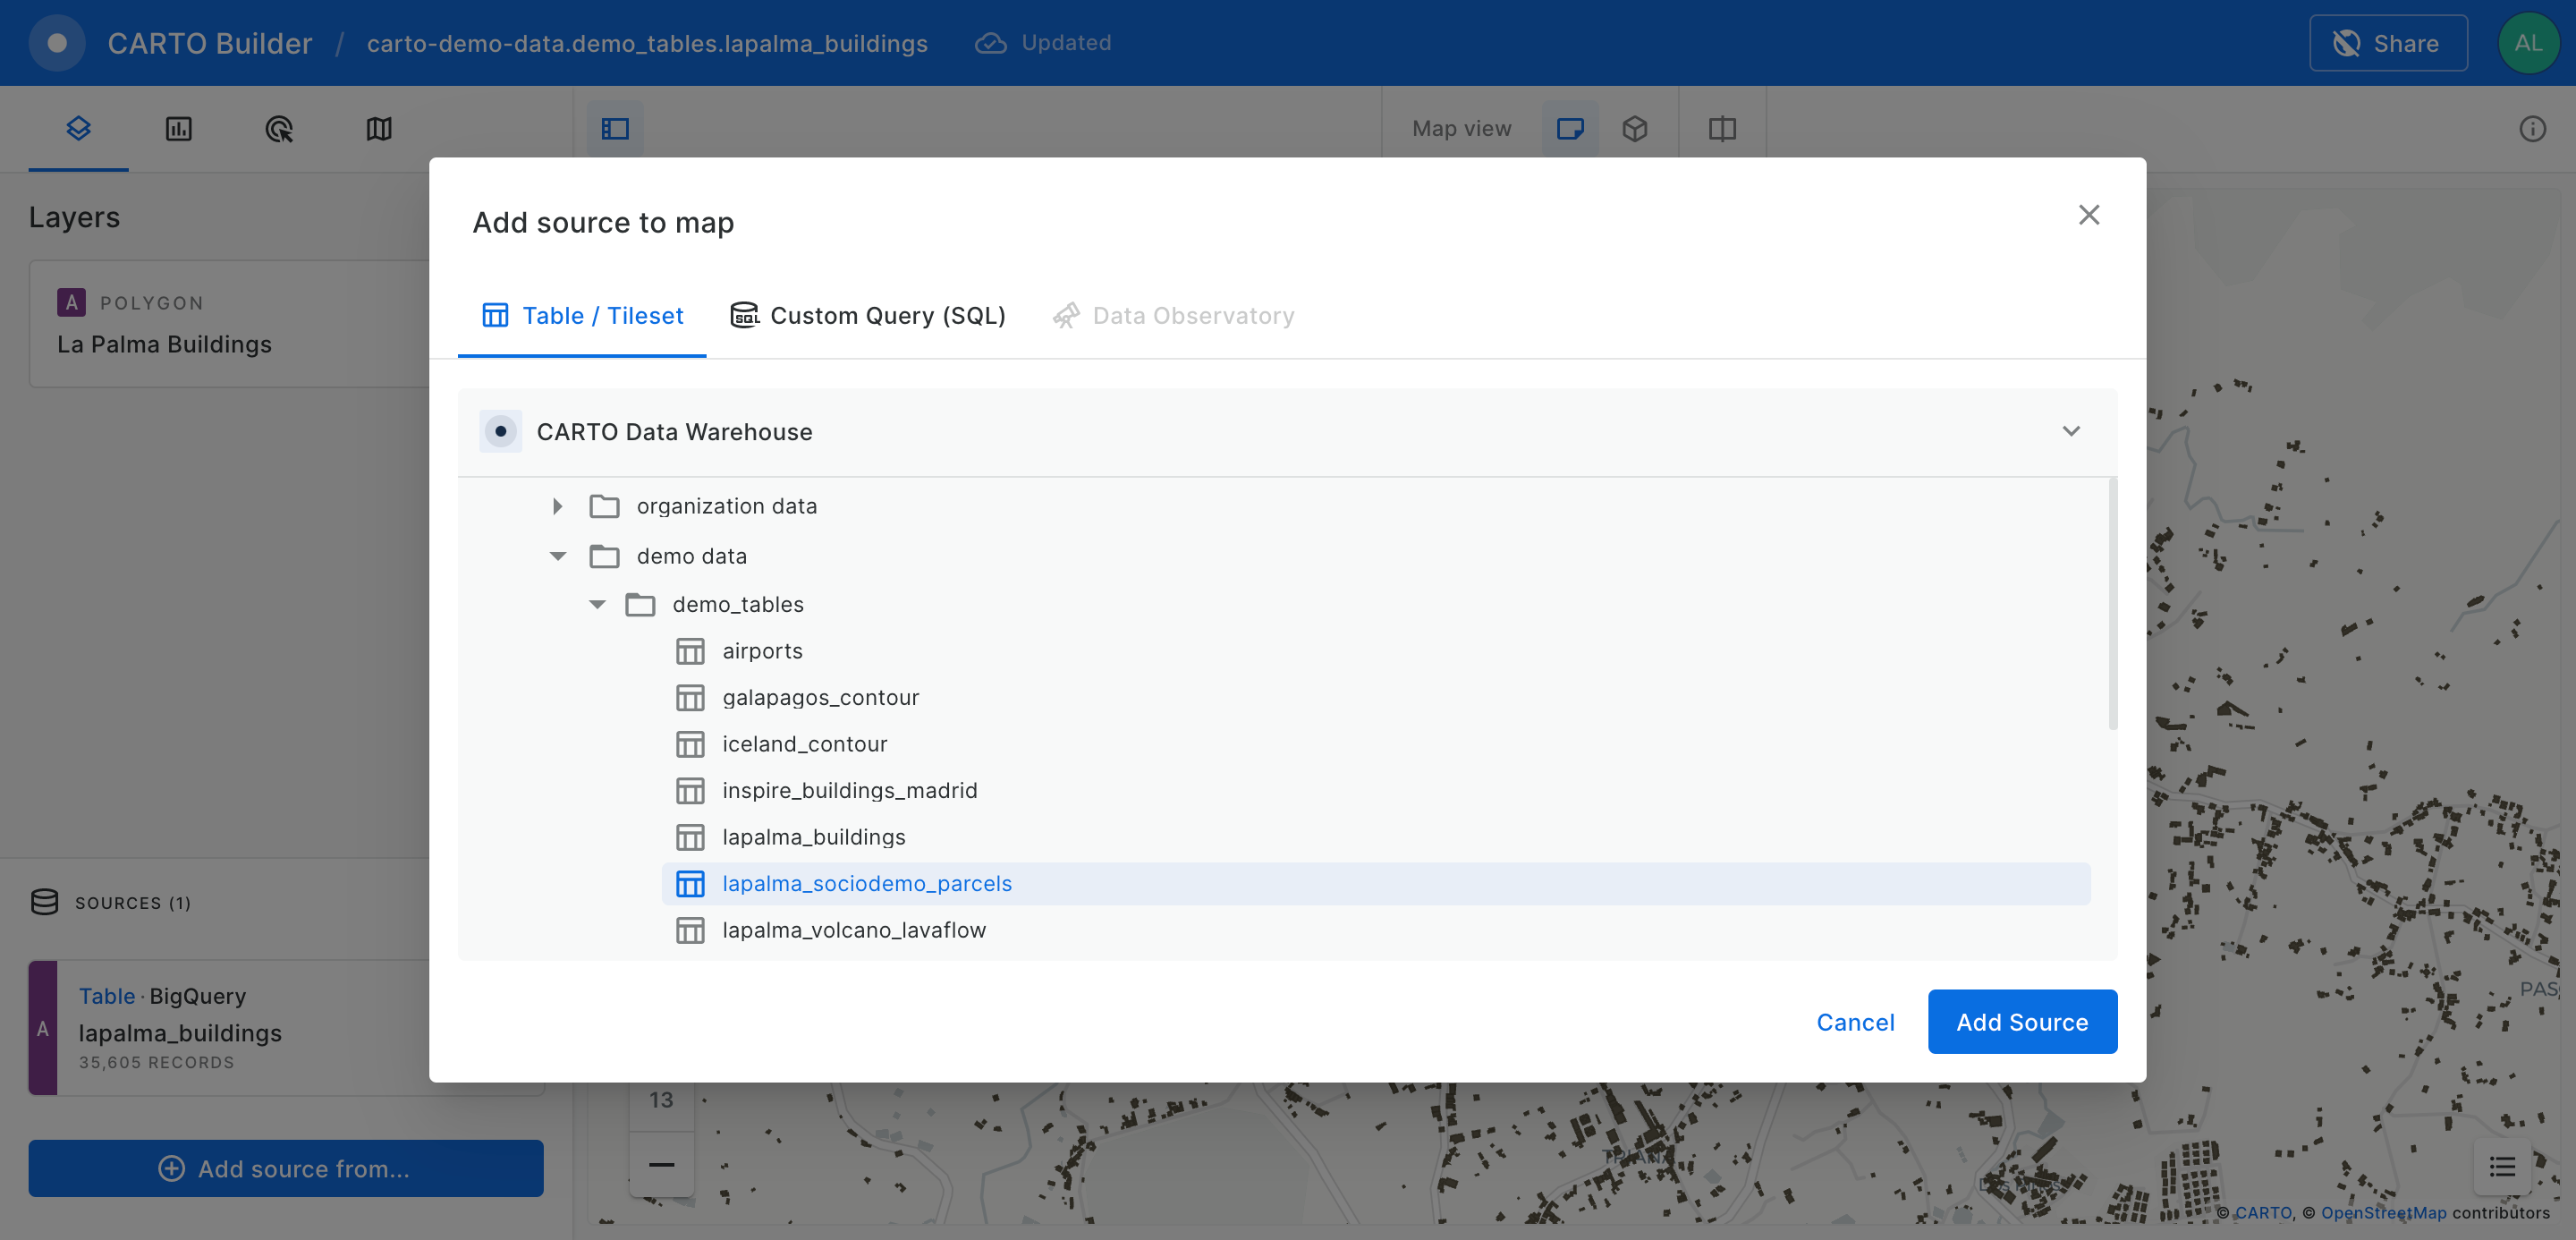 CARTO Builder / carto-demo-data.demo_tables.lapalma_buildings Updated
Share
AL
Map view
Layers
A POLYGON
La Palma Buildings
Add source to map
Table / Tileset
Custom Query (SQL)
Data Observatory
CARTO Data Warehouse
organization data
demo data
demo_tables
airports
galapagos_contour
iceland_contour
inspire_buildings_madrid
lapalma_buildings
lapalma_sociodemo_parcels
lapalma_volcano_lavaflow
Cancel
Add Source
SOURCES (1)
A
Table · BigQuery
lapalma_buildings
35,605 RECORDS
Add source from...
13
TRIANA
© CARTO, © OpenStreetMap contributors